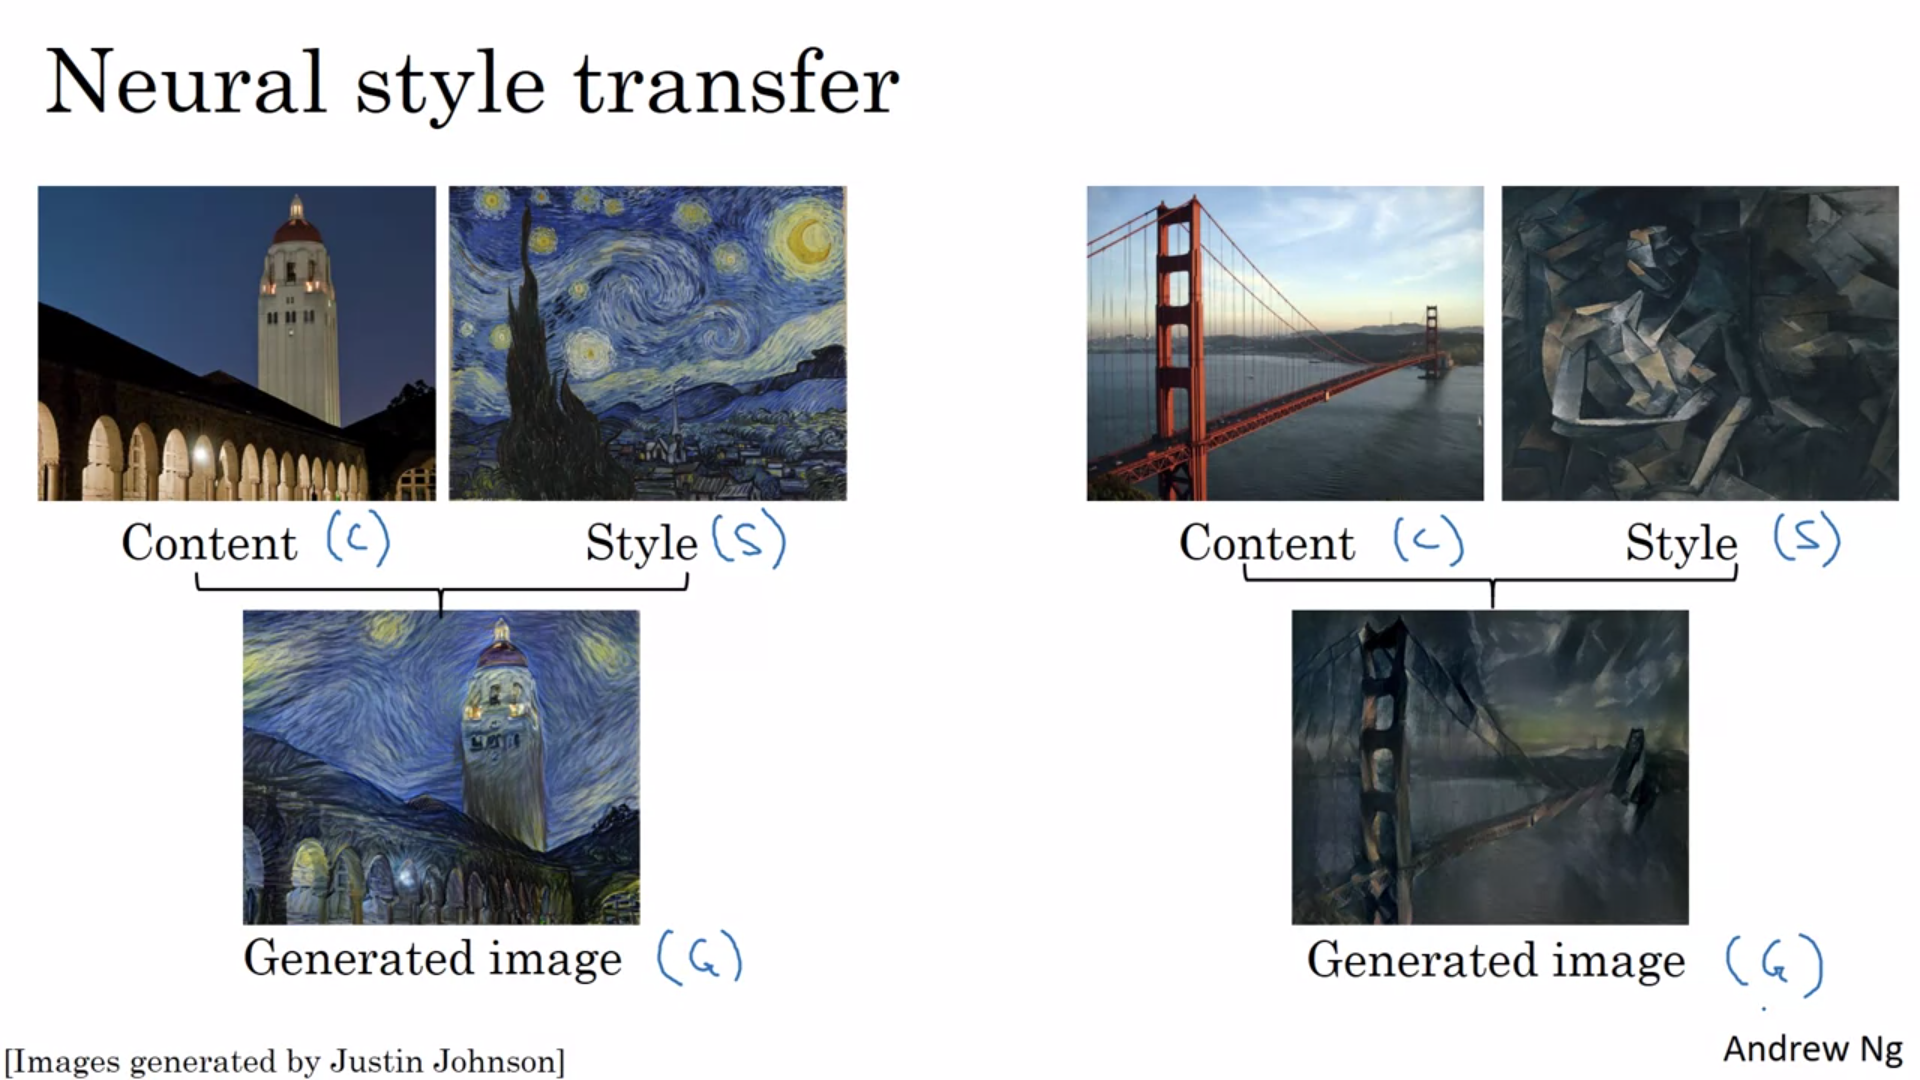 Neural style transfer
Content (C)
Style (S)
Content (C)
Style (S)
Generated image (G)
Generated image (G)
[Images generated by Justin Johnson]
Andrew Ng